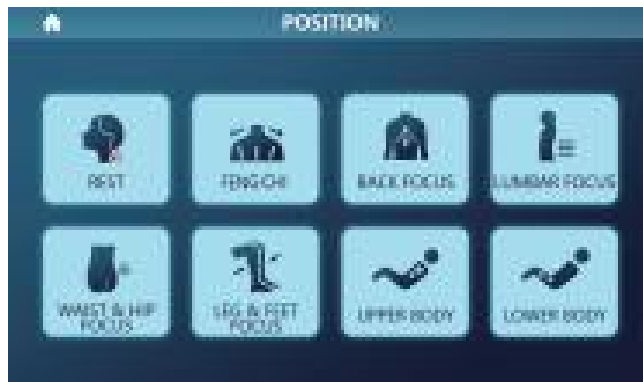 POSITION
REST
FENG CHI
BACK FOCUS
LUMBAR FOCUS
WAIST & HIP
FOCUS
LEG & FEET
FOCUS
UPPER BODY
LOWER BODY